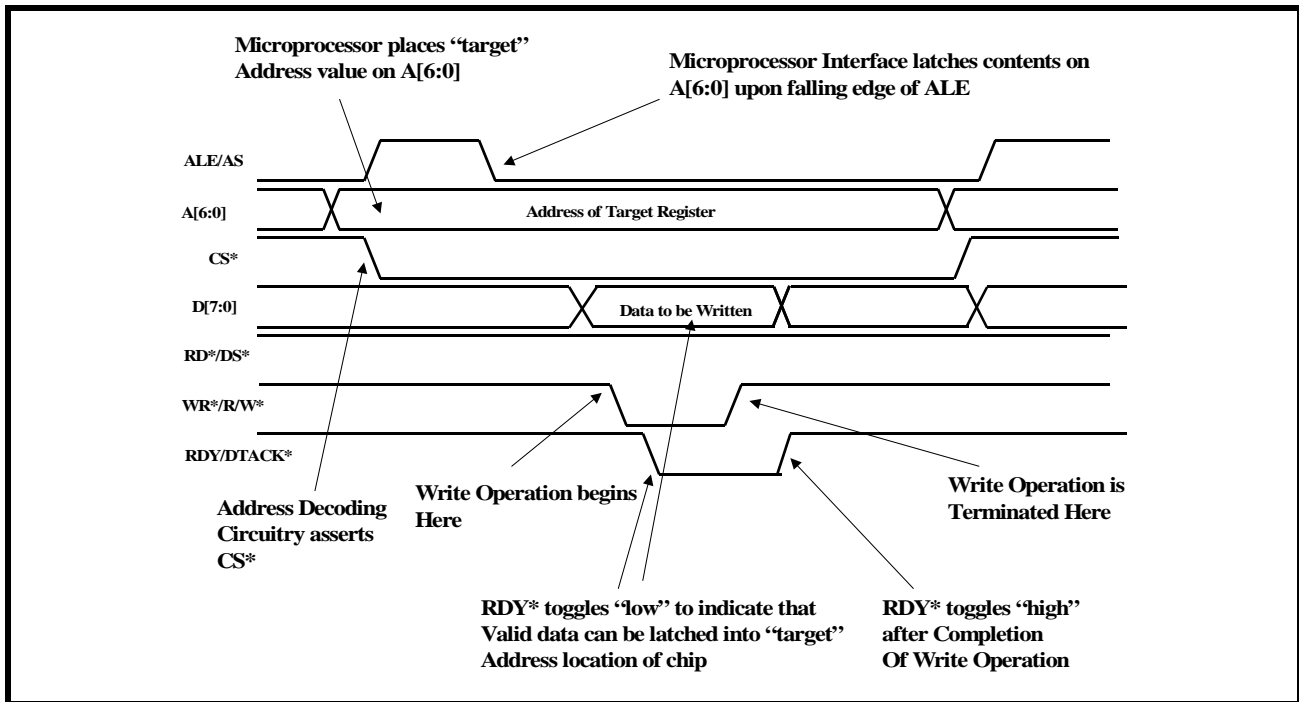 Microprocessor places “target”
Address value on A[6:0]
Microprocessor Interface latches contents on
A[6:0] upon falling edge of ALE
ALE/AS
A[6:0]
Address of Target Register
CS*
D[7:0]
Data to be Written
RD*/DS*
WR*/R/W*
RDY/DTACK*
Address Decoding
Circuitry asserts
CS*
Write Operation begins
Here
Write Operation is
Terminated Here
RDY* toggles “low” to indicate that
Valid data can be latched into “target”
Address location of chip
RDY* toggles “high”
after Completion
Of Write Operation